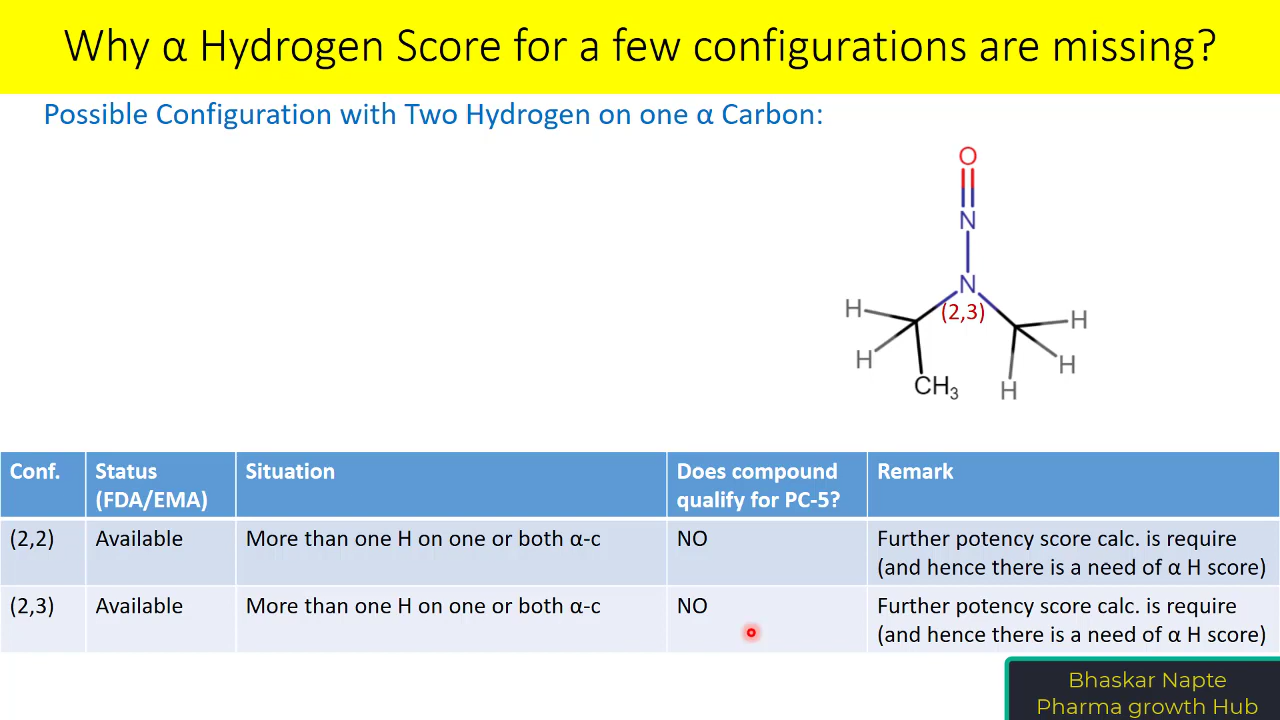 Why α Hydrogen Score for a few configurations are missing?
Possible Configuration with Two Hydrogen on one α Carbon:
O
N
N
(2,3)
H
H
H
H
CH3
H
Conf.
Status
(FDA/EMA)
Situation
Does compound
qualify for PC-5?
Remark
(2,2)
Available
More than one H on one or both α-c
NO
Further potency score calc. is require
(and hence there is a need of α H score)
(2,3)
Available
More than one H on one or both α-c
NO
Further potency score calc. is require
(and hence there is a need of α H score)
Bhaskar Napte
Pharma growth Hub